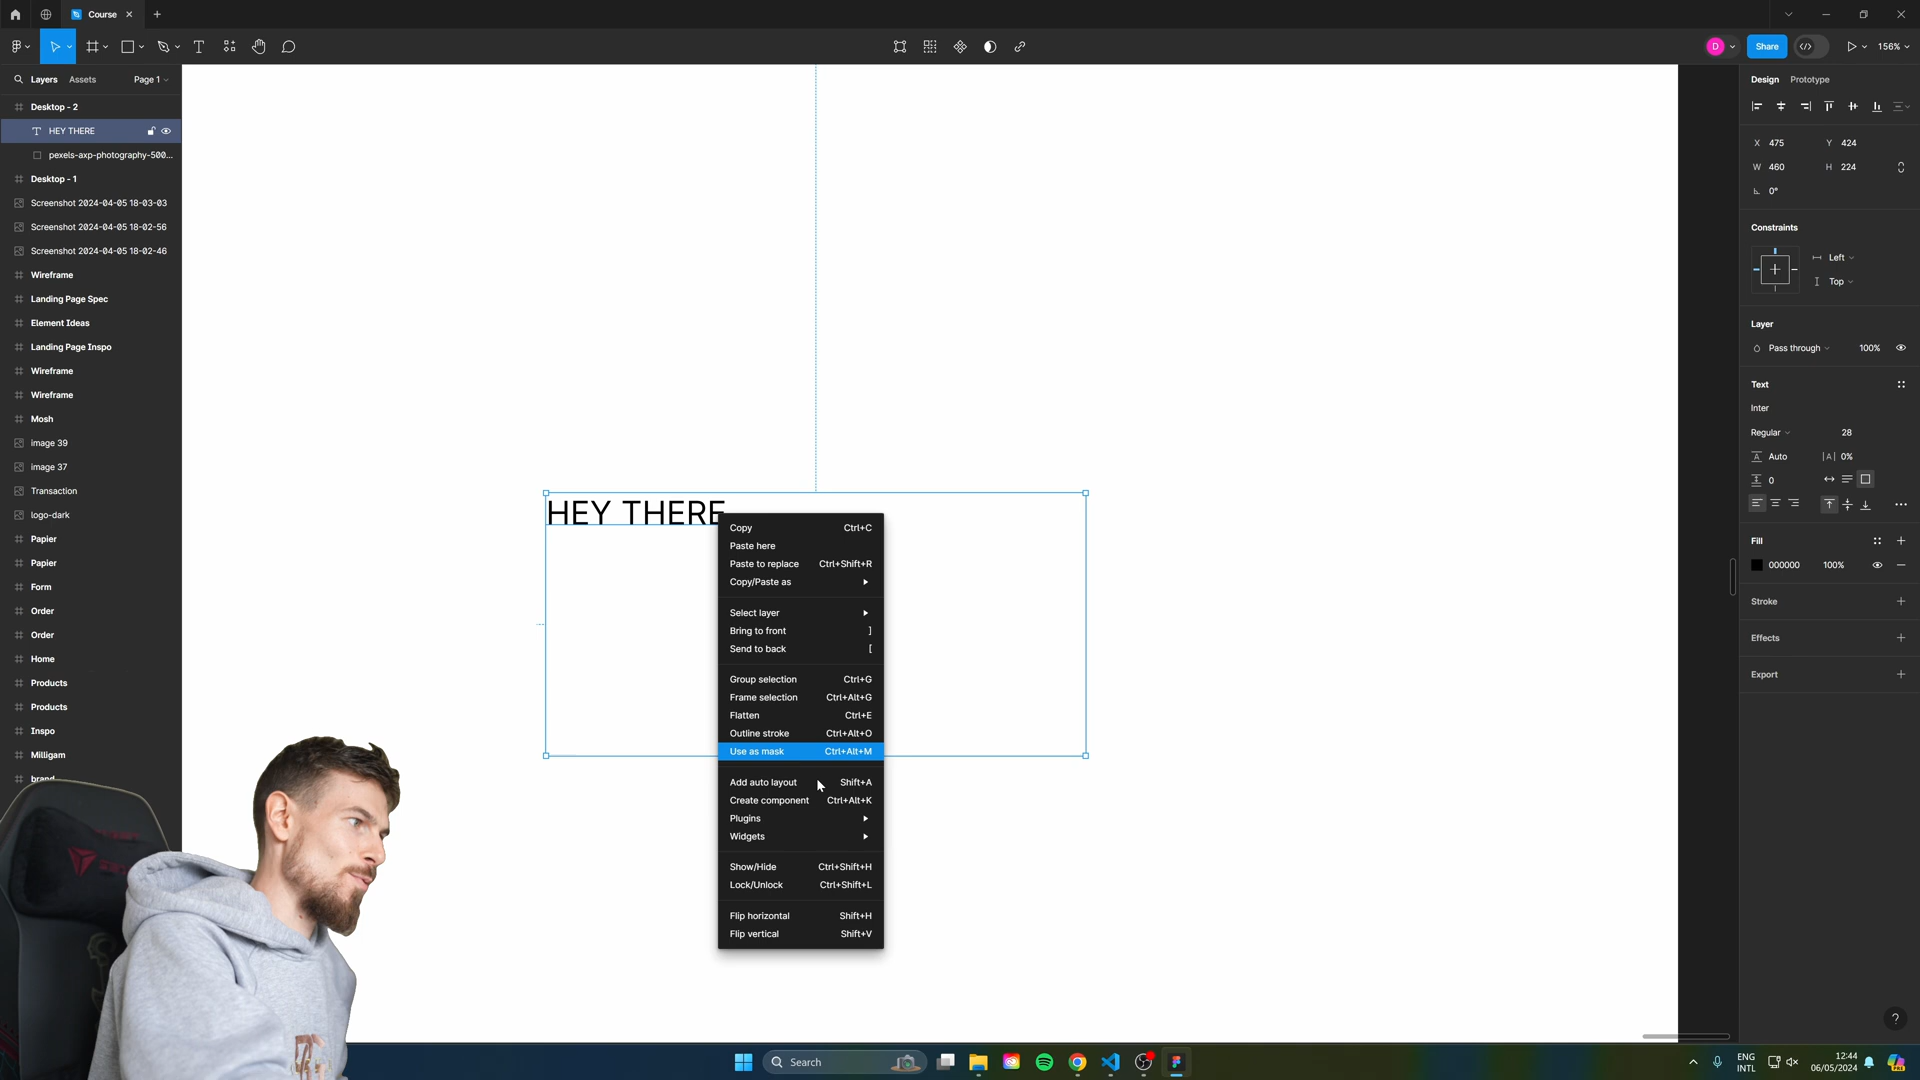 Course
Share
156%
Layers
Assets
Page 1
Desktop - 2
HEY THERE
pexels-axp-photography-500...
Desktop - 1
Screenshot 2024-04-05 18-03-03
Screenshot 2024-04-05 18-02-56
Screenshot 2024-04-05 18-02-46
Wireframe
Landing Page Spec
Element Ideas
Landing Page Inspo
Wireframe
Wireframe
Mosh
image 39
image 37
Transaction
logo-dark
Papier
Papier
Form
Order
Order
Home
Products
Products
Inspo
Milligam
brand
HEY THERE
Copy Ctrl+C
Paste here
Paste to replace Ctrl+Shift+R
Copy/Paste as
Select layer
Bring to front ]
Send to back [
Group selection Ctrl+G
Frame selection Ctrl+Alt+G
Flatten Ctrl+E
Outline stroke Ctrl+Alt+O
Use as mask Ctrl+Alt+M
Add auto layout Shift+A
Create component Ctrl+Alt+K
Plugins
Widgets
Show/Hide Ctrl+Shift+H
Lock/Unlock Ctrl+Shift+L
Flip horizontal Shift+H
Flip vertical Shift+V
D
Design Prototype
X 475 Y 424
W 460 H 224
0°
Constraints
Left
Top
Layer
Pass through 100%
Text
Inter
Regular 28
Auto |A| 0%
0
Fill
000000 100%
Stroke
Effects
Export
?
Search
ENG
INTL
12:44
06/05/2024